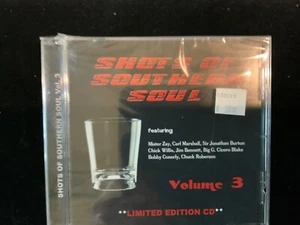 SHOTS OF
SOUTHERN
SOUL
featuring
Mister Zay, Carl Marshall, Sir Jonathan Burton
Chick Willis, Jim Bennett, Big G, Cicero Blake
Bobby Conerly, Chuck Roberson
Volume 3
**LIMITED EDITION CD**
SHOTS OF SOUTHERN SOUL VOL.3